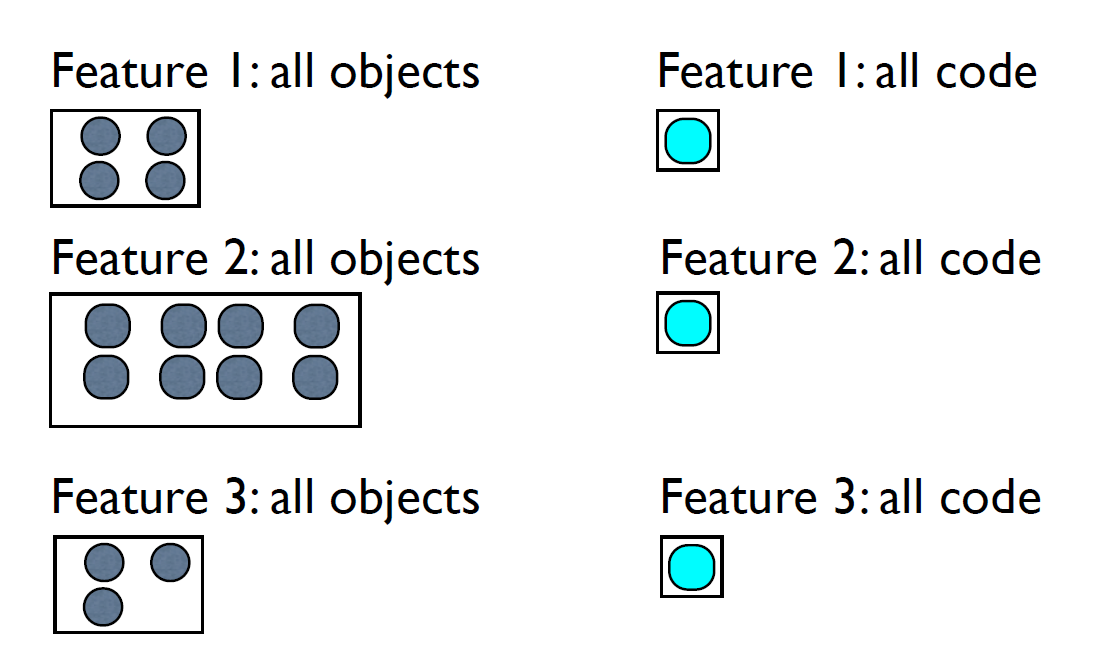 Feature 1: all objects
Feature 1: all code
Feature 2: all objects
Feature 2: all code
Feature 3: all objects
Feature 3: all code